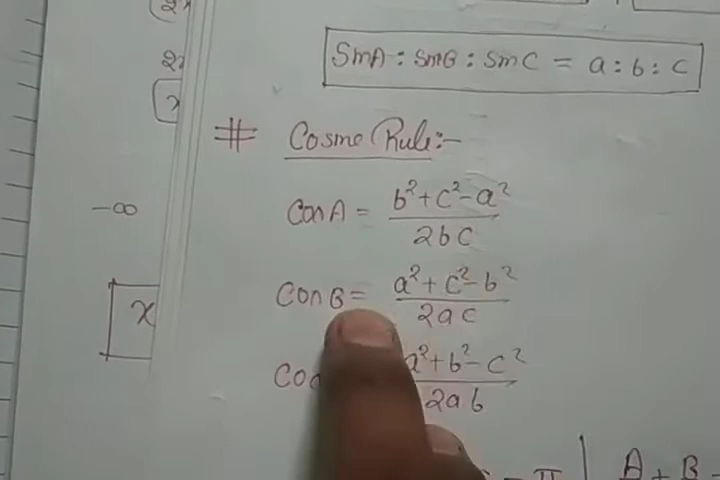 SinA : SinB : SinC = a : b : c
# Cosine Rule:-
CosA = b²+c²-a² / 2bc
-∞
CosB = a²+c²-b² / 2ac
x
a²+b²-c² / 2ab
A + B